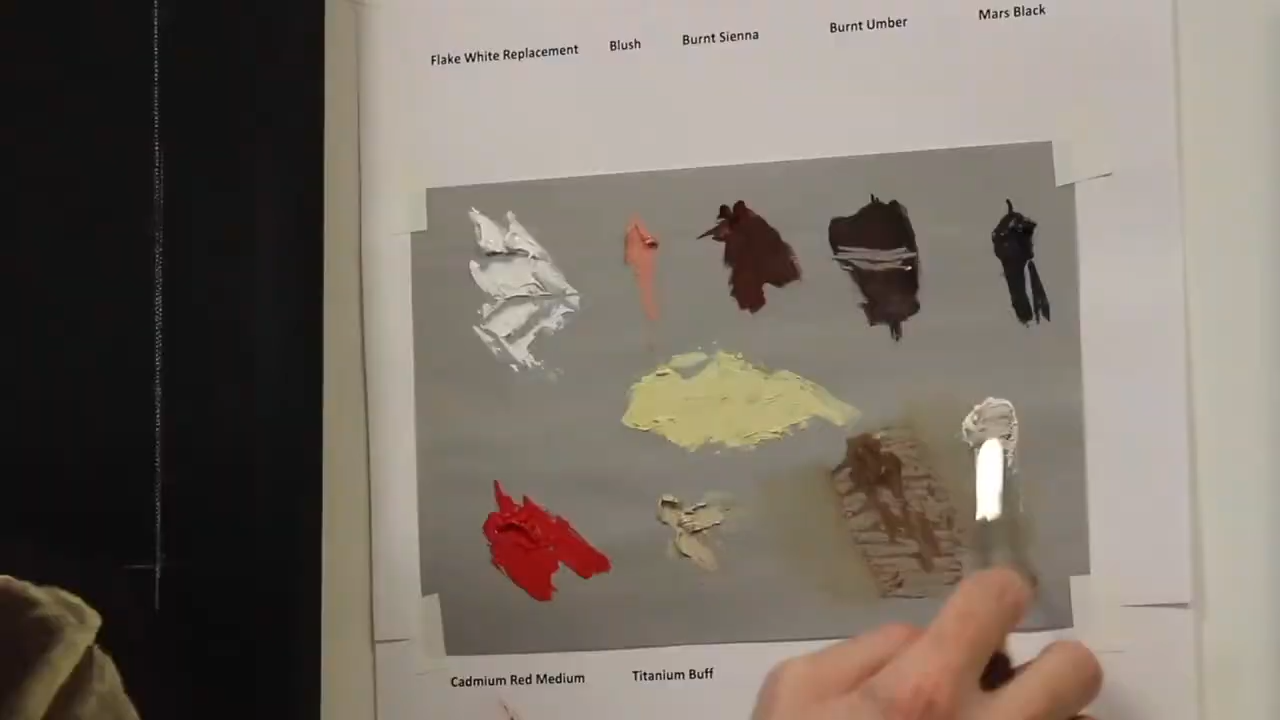 Flake White Replacement Blush Burnt Sienna Burnt Umber Mars Black
Cadmium Red Medium Titanium Buff